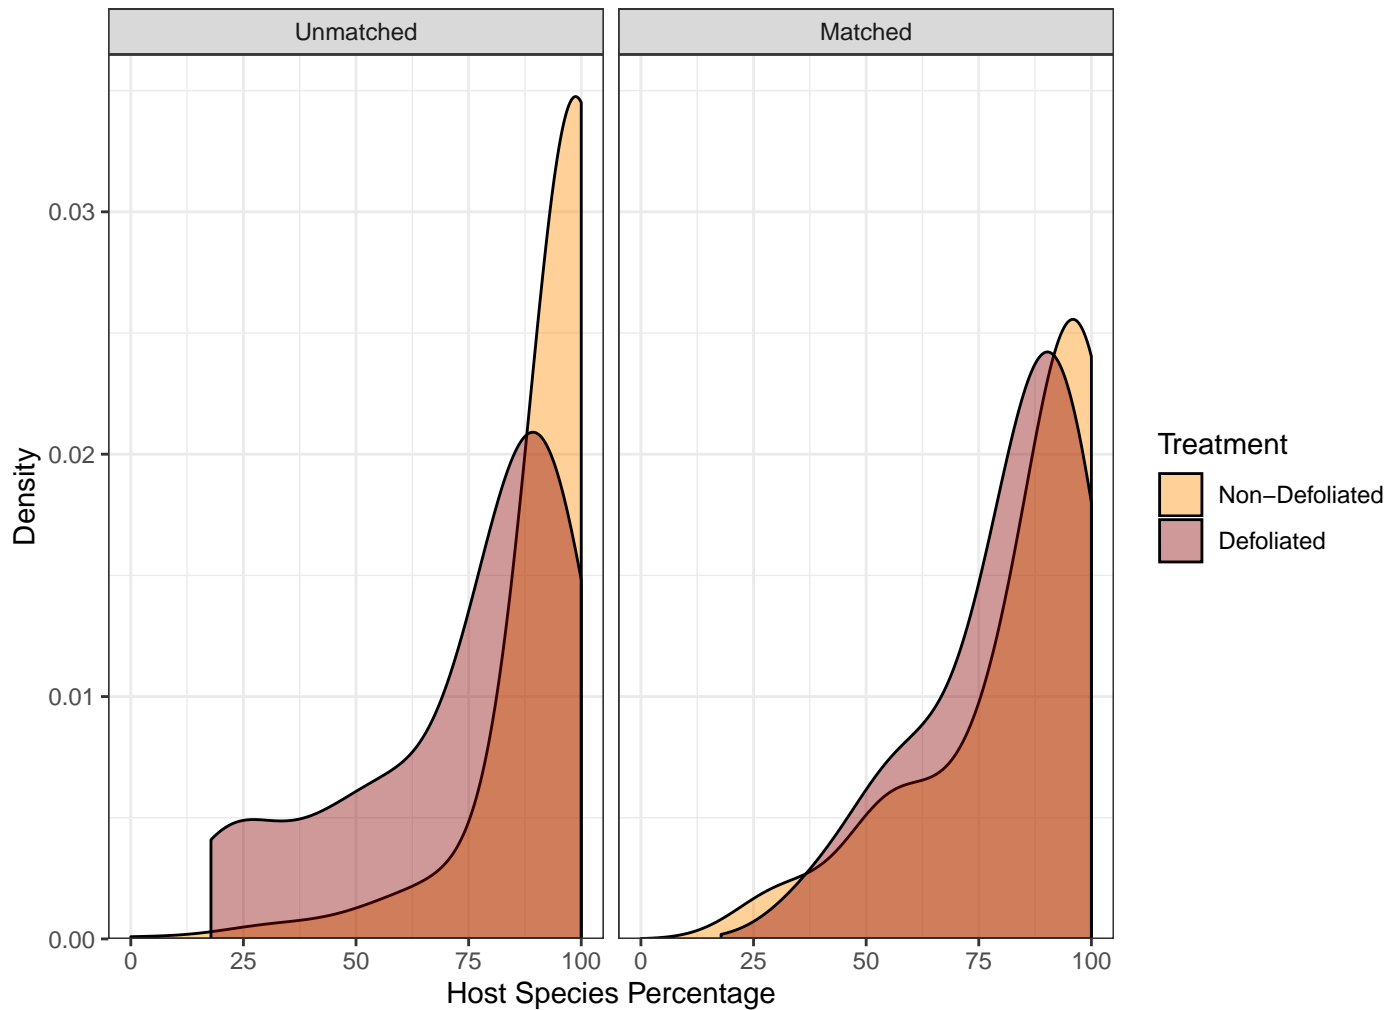 Unmatched
Matched
Density
0.03
0.02
0.01
0.00
0 25 50 75 100
0 25 50 75 100
Host Species Percentage
Treatment
Non−Defoliated
Defoliated